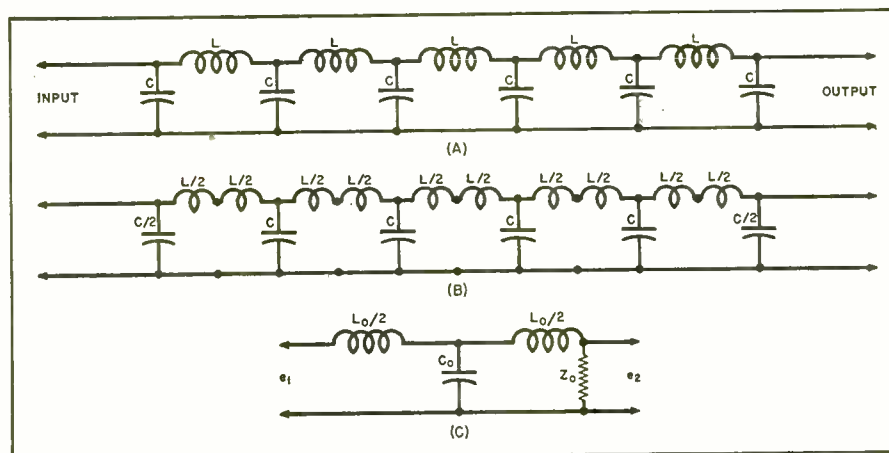 L L L L L
INPUT C C C C C C OUTPUT
(A)
L/2 L/2 L/2 L/2 L/2 L/2 L/2 L/2 L/2 L/2
C/2 C C C C C/2
(B)
L₀/2 L₀/2
e₁ C₀ Z₀ e₂
(C)